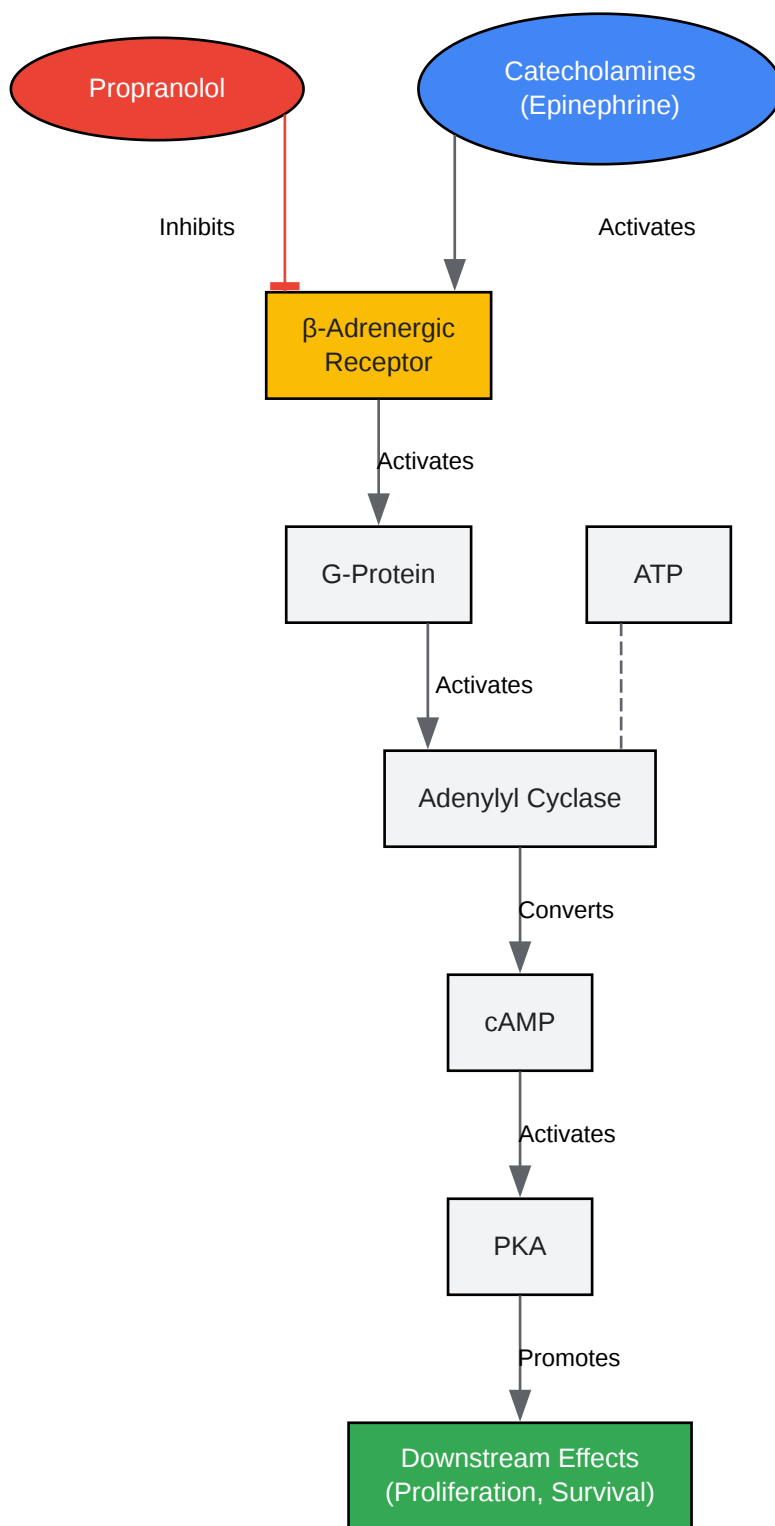 Propranolol
Catecholamines
(Epinephrine)
Inhibits
Activates
β-Adrenergic
Receptor
Activates
G-Protein
ATP
Activates
Adenylyl Cyclase
Converts
cAMP
Activates
PKA
Promotes
Downstream Effects
(Proliferation, Survival)